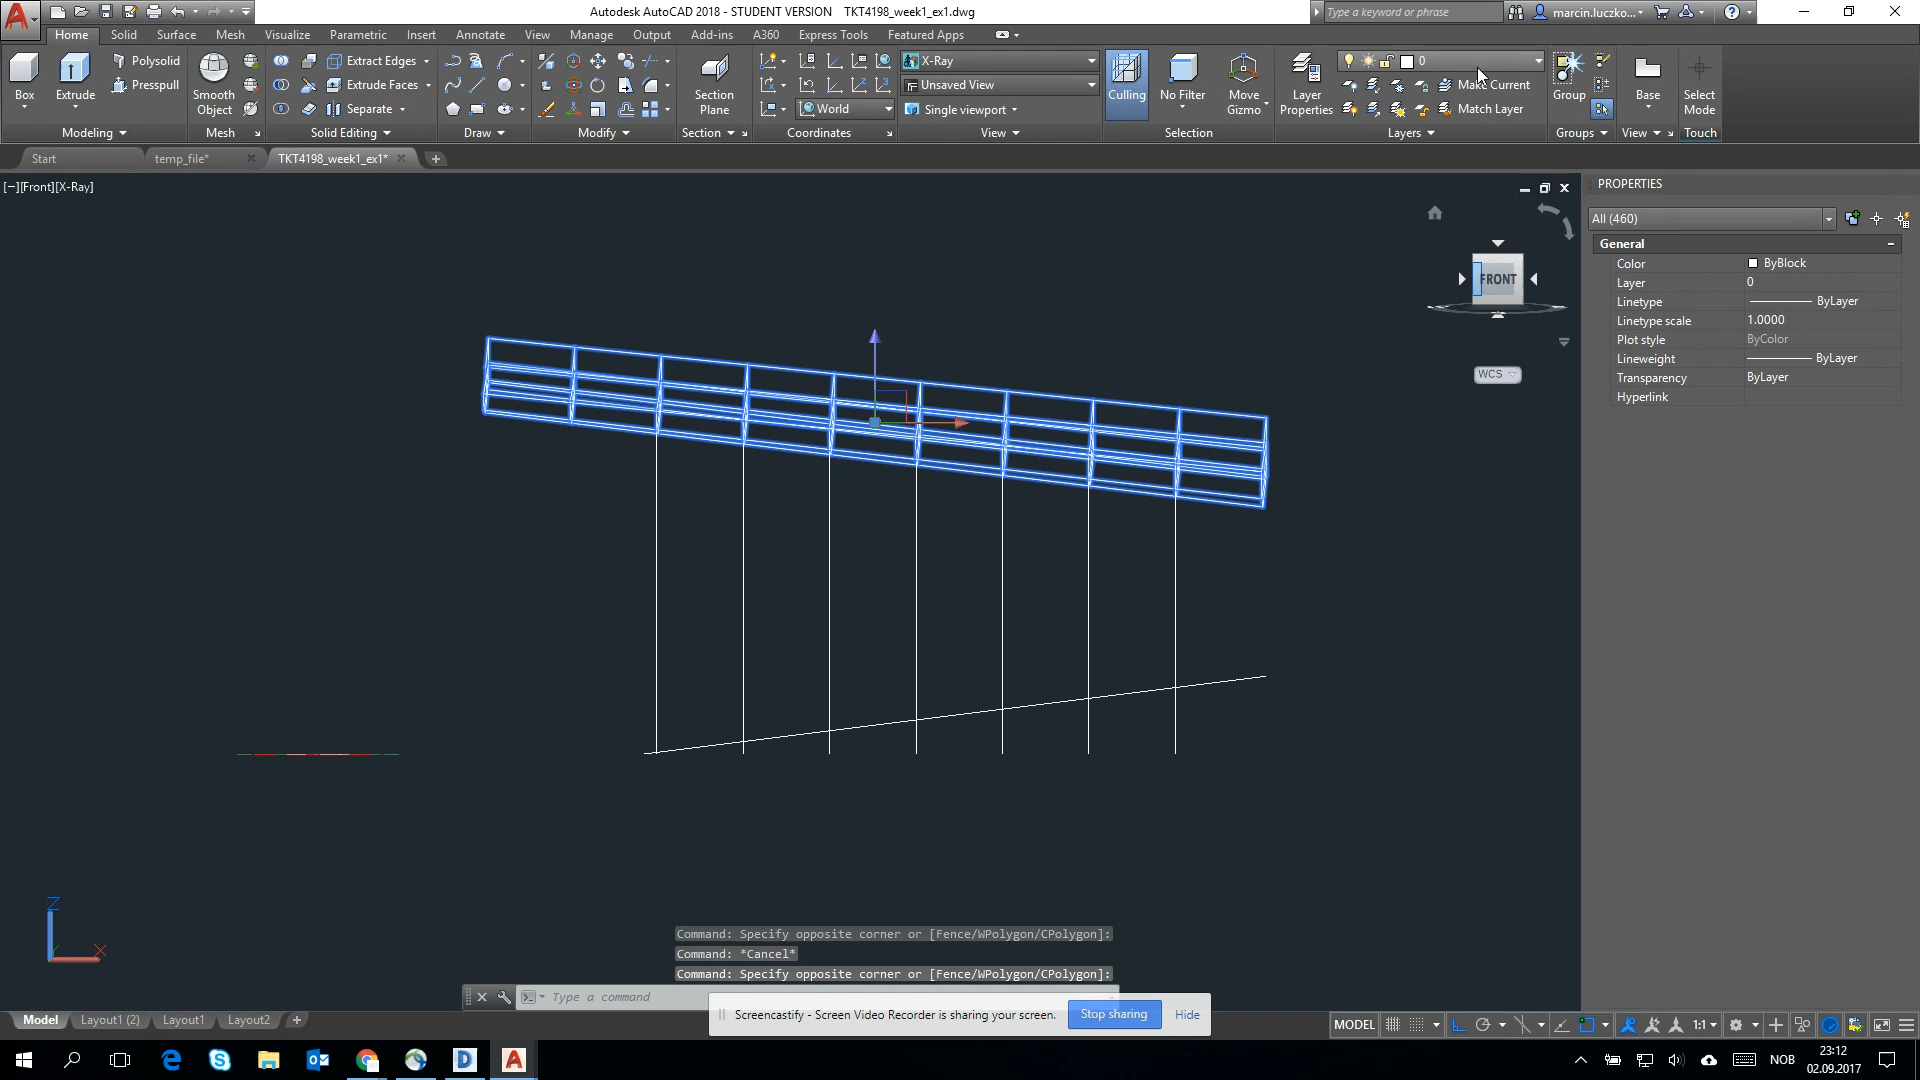 Autodesk AutoCAD 2018 - STUDENT VERSION    TKT4198_week1_ex1.dwg
Type a keyword or phrase
marcin.luczko...
Home Solid Surface Mesh Visualize Parametric Insert Annotate View Manage Output Add-ins A360 Express Tools Featured Apps
Polysolid Extract Edges X-Ray 0
Presspull Extrude Faces Unsaved View Make Current
Box Extrude Smooth Object Separate Section Plane World Single viewport Culling No Filter Move Gizmo Layer Properties Match Layer Group Base Select Mode
Modeling Mesh Solid Editing Draw Modify Section Coordinates View Selection Layers Groups View Touch
Start temp_file* TKT4198_week1_ex1*
[−][Front][X-Ray]
FRONT
WCS
PROPERTIES
All (460)
General
Color ByBlock
Layer 0
Linetype ByLayer
Linetype scale 1.0000
Plot style ByColor
Lineweight ByLayer
Transparency ByLayer
Hyperlink
Z
X
Command: Specify opposite corner or [Fence/WPolygon/CPolygon]:
Command: *Cancel*
Command: Specify opposite corner or [Fence/WPolygon/CPolygon]:
Type a command
Screencastify - Screen Video Recorder is sharing your screen. Stop sharing Hide
Model Layout1 (2) Layout1 Layout2
MODEL 1:1
NOB
23:12
02.09.2017